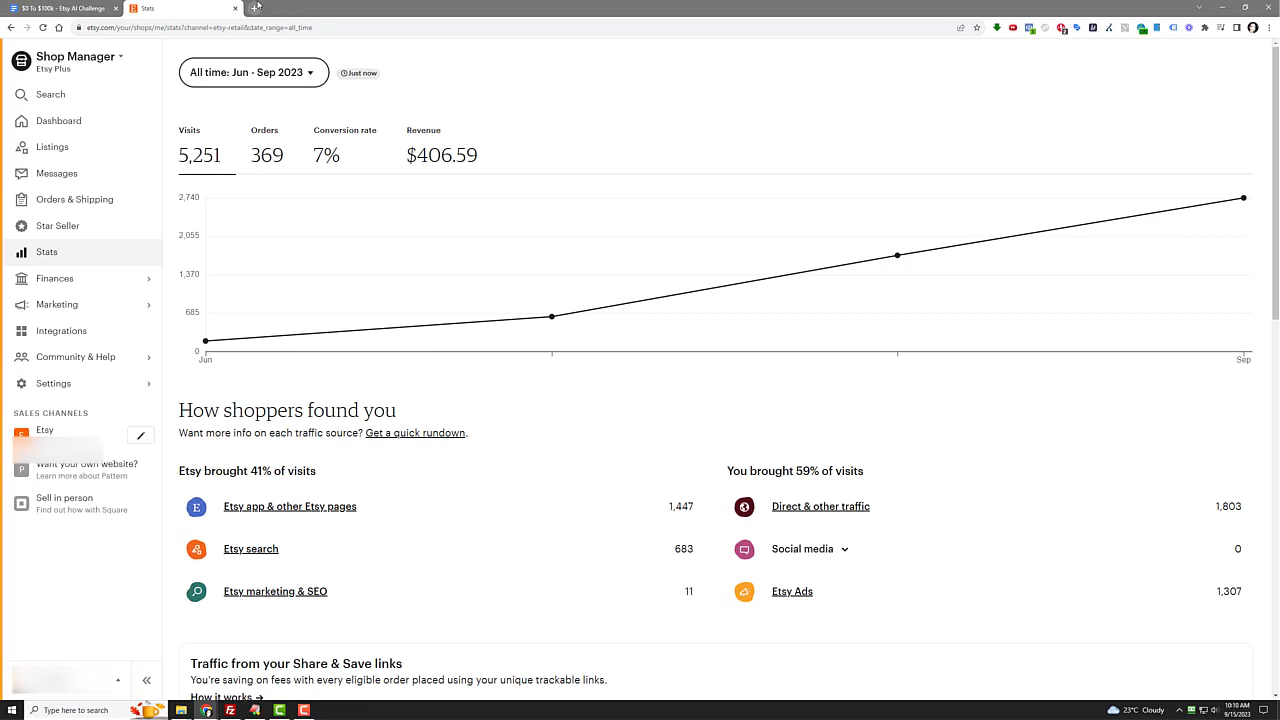 $0 To $100k - Etsy AI Challenge
Stats
etsy.com/your/shops/me/stats?channel=etsy-retail&date_range=all_time
Shop Manager
Etsy Plus
Search
Dashboard
Listings
Messages
Orders & Shipping
Star Seller
Stats
Finances
Marketing
Integrations
Community & Help
Settings
SALES CHANNELS
Etsy
P
Want your own website?
Learn more about Pattern
Sell in person
Find out how with Square
All time: Jun - Sep 2023
Just now
Visits
Orders
Conversion rate
Revenue
5,251
369
7%
$406.59
2,740
2,055
1,370
685
0
Jun
Sep
How shoppers found you
Want more info on each traffic source? Get a quick rundown.
Etsy brought 41% of visits
E
Etsy app & other Etsy pages
1,447
Etsy search
683
Etsy marketing & SEO
11
You brought 59% of visits
Direct & other traffic
1,803
Social media
0
Etsy Ads
1,307
Traffic from your Share & Save links
You're saving on fees with every eligible order placed using your unique trackable links.
How it works →
Type here to search
23°C Cloudy
10:10 AM
9/15/2023